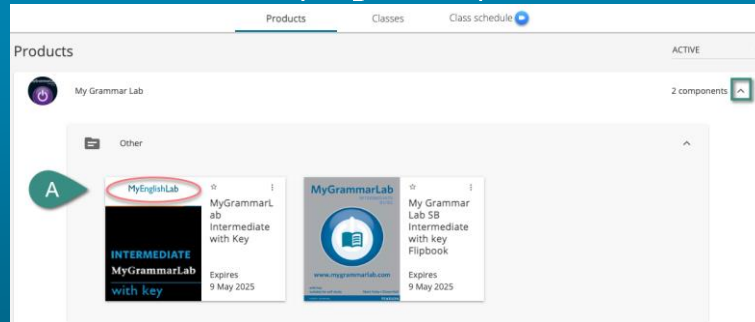 Products Classes Class schedule
Products ACTIVE
My Grammar Lab 2 components
Other
A
MyEnglishLab
INTERMEDIATE
MyGrammarLab
with key
MyGrammarL
ab
Intermediate
with Key
Expires
9 May 2025
MyGrammarLab
www.mygrammarlab.com
My Grammar
Lab SB
Intermediate
with key
Flipbook
Expires
9 May 2025